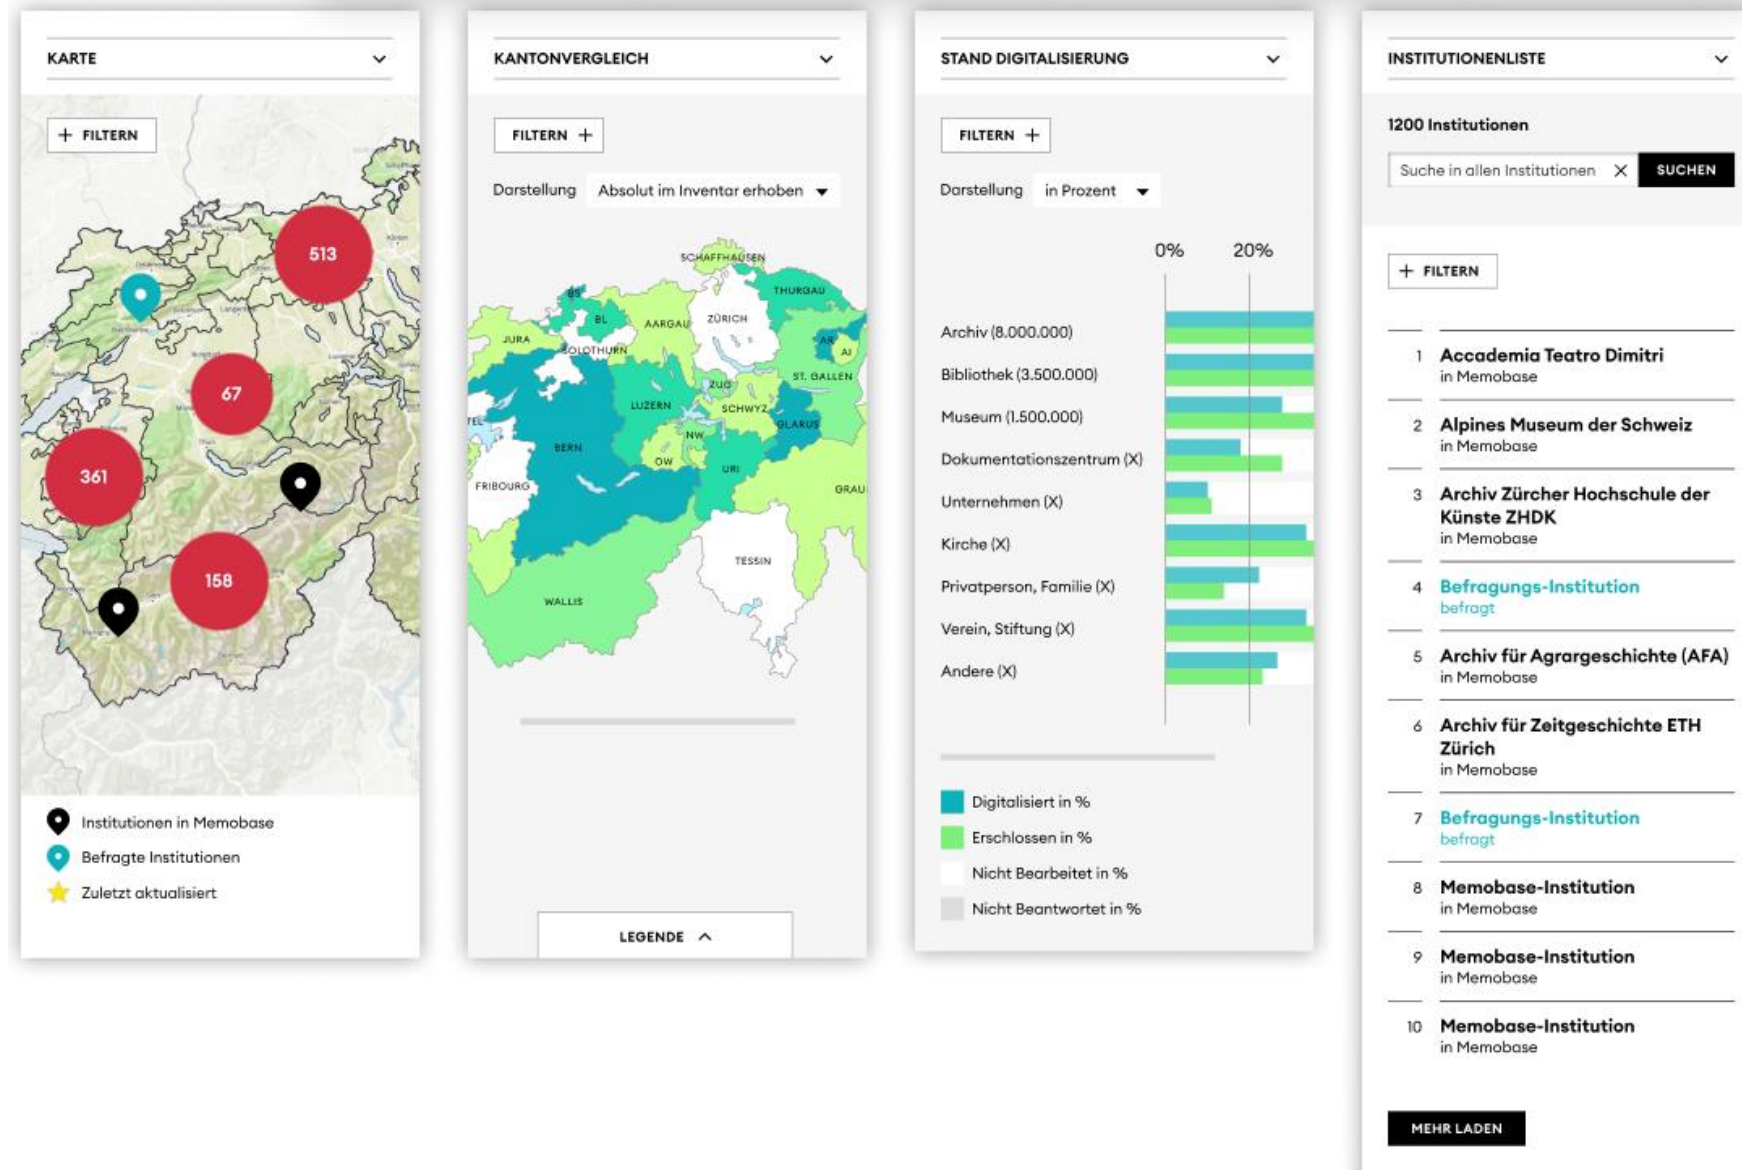 KARTE
+ FILTERN
513
67
361
158
Institutionen in Memobase
Befragte Institutionen
Zuletzt aktualisiert
KANTONVERGLEICH
FILTERN +
Darstellung Absolut im Inventar erhoben
SCHAFFHAUSEN
THURGAU
BS
BL
AARGAU
ZÜRICH
JURA
SOLOTHURN
AR
AI
ZUG
ST. GALLEN
LUZERN
SCHWYZ
GLARUS
NW
BERN
OW
URI
FRIBOURG
GRAU
TESSIN
WALLIS
LEGENDE
STAND DIGITALISIERUNG
FILTERN +
Darstellung in Prozent
0% 20%
Archiv (8.000.000)
Bibliothek (3.500.000)
Museum (1.500.000)
Dokumentationszentrum (X)
Unternehmen (X)
Kirche (X)
Privatperson, Familie (X)
Verein, Stiftung (X)
Andere (X)
Digitalisiert in %
Erschlossen in %
Nicht Bearbeitet in %
Nicht Beantwortet in %
INSTITUTIONENLISTE
1200 Institutionen
Suche in allen Institutionen X SUCHEN
+ FILTERN
1 Accademia Teatro Dimitri
in Memobase
2 Alpines Museum der Schweiz
in Memobase
3 Archiv Zürcher Hochschule der
Künste ZHDK
in Memobase
4 Befragungs-Institution
befragt
5 Archiv für Agrargeschichte (AFA)
in Memobase
6 Archiv für Zeitgeschichte ETH
Zürich
in Memobase
7 Befragungs-Institution
befragt
8 Memobase-Institution
in Memobase
9 Memobase-Institution
in Memobase
10 Memobase-Institution
in Memobase
MEHR LADEN